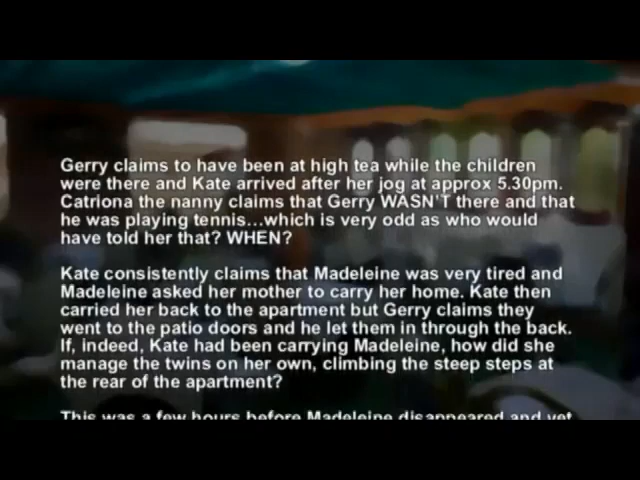 Gerry claims to have been at high tea while the children
were there and Kate arrived after her jog at approx 5.30pm.
Catriona the nanny claims that Gerry WASN'T there and that
he was playing tennis...which is very odd as who would
have told her that? WHEN?
Kate consistently claims that Madeleine was very tired and
Madeleine asked her mother to carry her home. Kate then
carried her back to the apartment but Gerry claims they
went to the patio doors and he let them in through the back.
If, indeed, Kate had been carrying Madeleine, how did she
manage the twins on her own, climbing the steep steps at
the rear of the apartment?
This was a few hours before Madeleine disappeared and yet